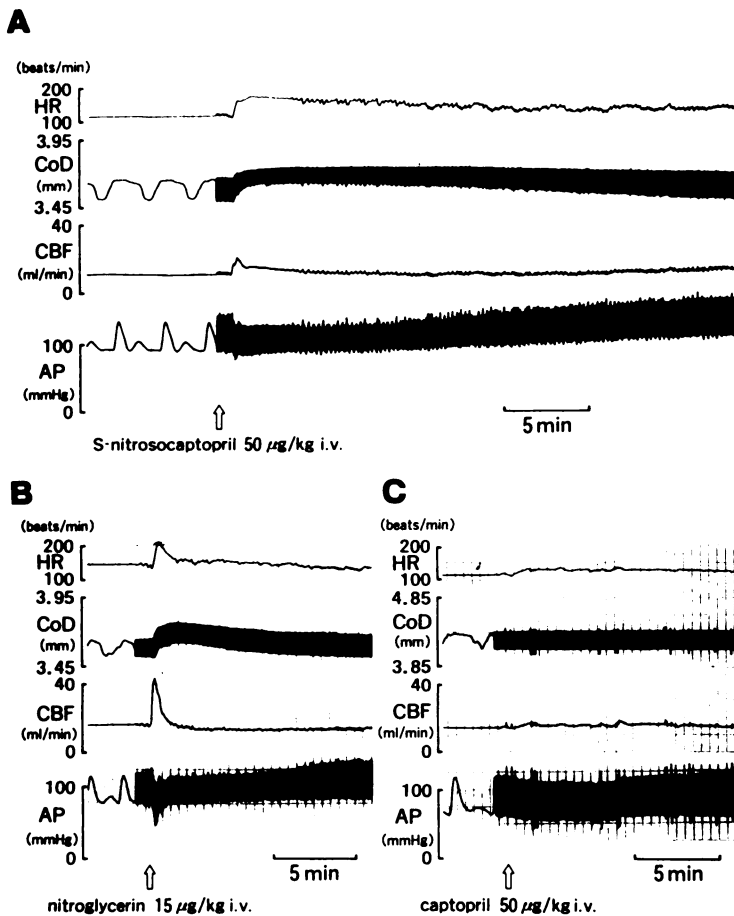 A
(beats/min)
200
HR
100
3.95
CoD
(mm)
3.45
40
CBF
(ml/min)
0
100
AP
(mmHg)
0
5 min
S-nitrosocaptopril 50 μg/kg i.v.
B
(beats/min)
200
HR
100
3.95
CoD
(mm)
3.45
40
CBF
(ml/min)
0
100
AP
(mmHg)
0
5 min
nitroglycerin 15 μg/kg i.v.
C
(beats/min)
200
HR
100
4.85
CoD
(mm)
3.85
40
CBF
(ml/min)
0
100
AP
(mmHg)
0
5 min
captopril 50 μg/kg i.v.